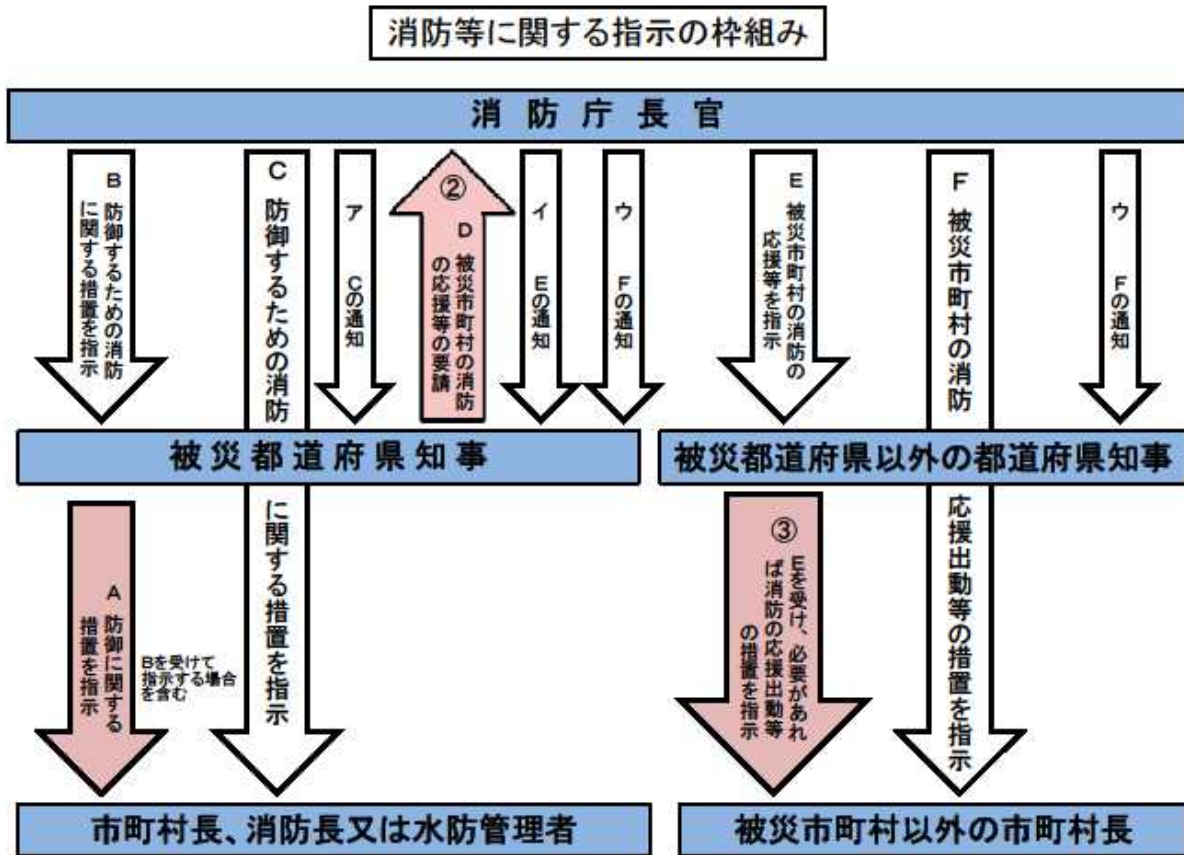 消防等に関する指示の枠組み
消防庁長官
B 防御するための消防
に関する措置を指示
C 防御するための消防
に関する措置を指示
ア Cの通知
②
D 被災市町村の消防
の応援等の要請
イ Eの通知
ウ Fの通知
E 被災市町村の消防の
応援等を指示
F 被災市町村の消防
応援出動等の措置を指示
ウ Fの通知
被災都道府県知事
被災都道府県以外の都道府県知事
A 防御に関する
措置を指示
Bを受けて
指示する場合
を含む
③
Eを受け、必要があれ
ば消防の応援出動等
の措置を指示
市町村長、消防長又は水防管理者
被災市町村以外の市町村長